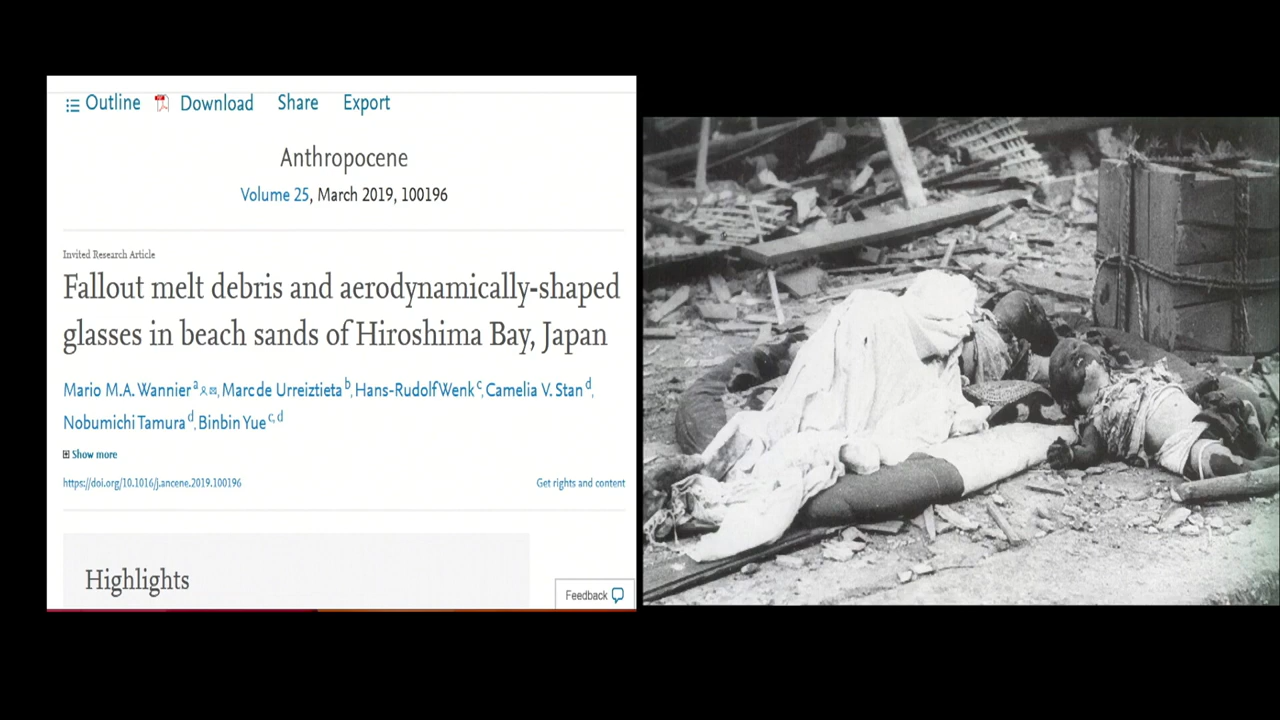 Outline Download Share Export
Anthropocene
Volume 25, March 2019, 100196
Invited Research Article
Fallout melt debris and aerodynamically-shaped
glasses in beach sands of Hiroshima Bay, Japan
Mario M.A. Wannier a, Marc de Urreiztieta b, Hans-Rudolf Wenk c, Camelia V. Stan d,
Nobumichi Tamura d, Binbin Yue c, d
Show more
https://doi.org/10.1016/j.ancene.2019.100196 Get rights and content
Highlights
Feedback